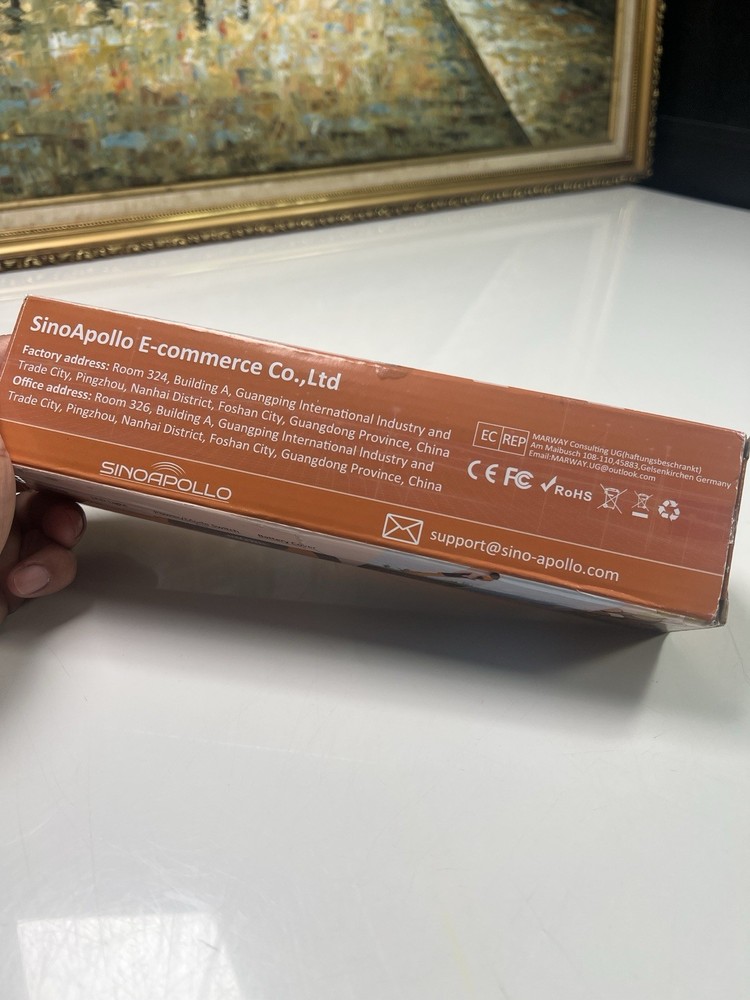 SinoApollo E-commerce Co.,Ltd
Factory address: Room 324, Building A, Guangping International Industry and
Trade City, Pingzhou, Nanhai District, Foshan City, Guangdong Province, China
Office address: Room 326, Building A, Guangping International Industry and
Trade City, Pingzhou, Nanhai District, Foshan City, Guangdong Province, China
EC REP
MARWAY Consulting UG(haftungsbeschrankt)
Am Maibusch 108-110,45883,Gelsenkirchen Germany
Email:MARWAY.UG@outlook.com
CE FC RoHS
SINOAPOLLO
support@sino-apollo.com